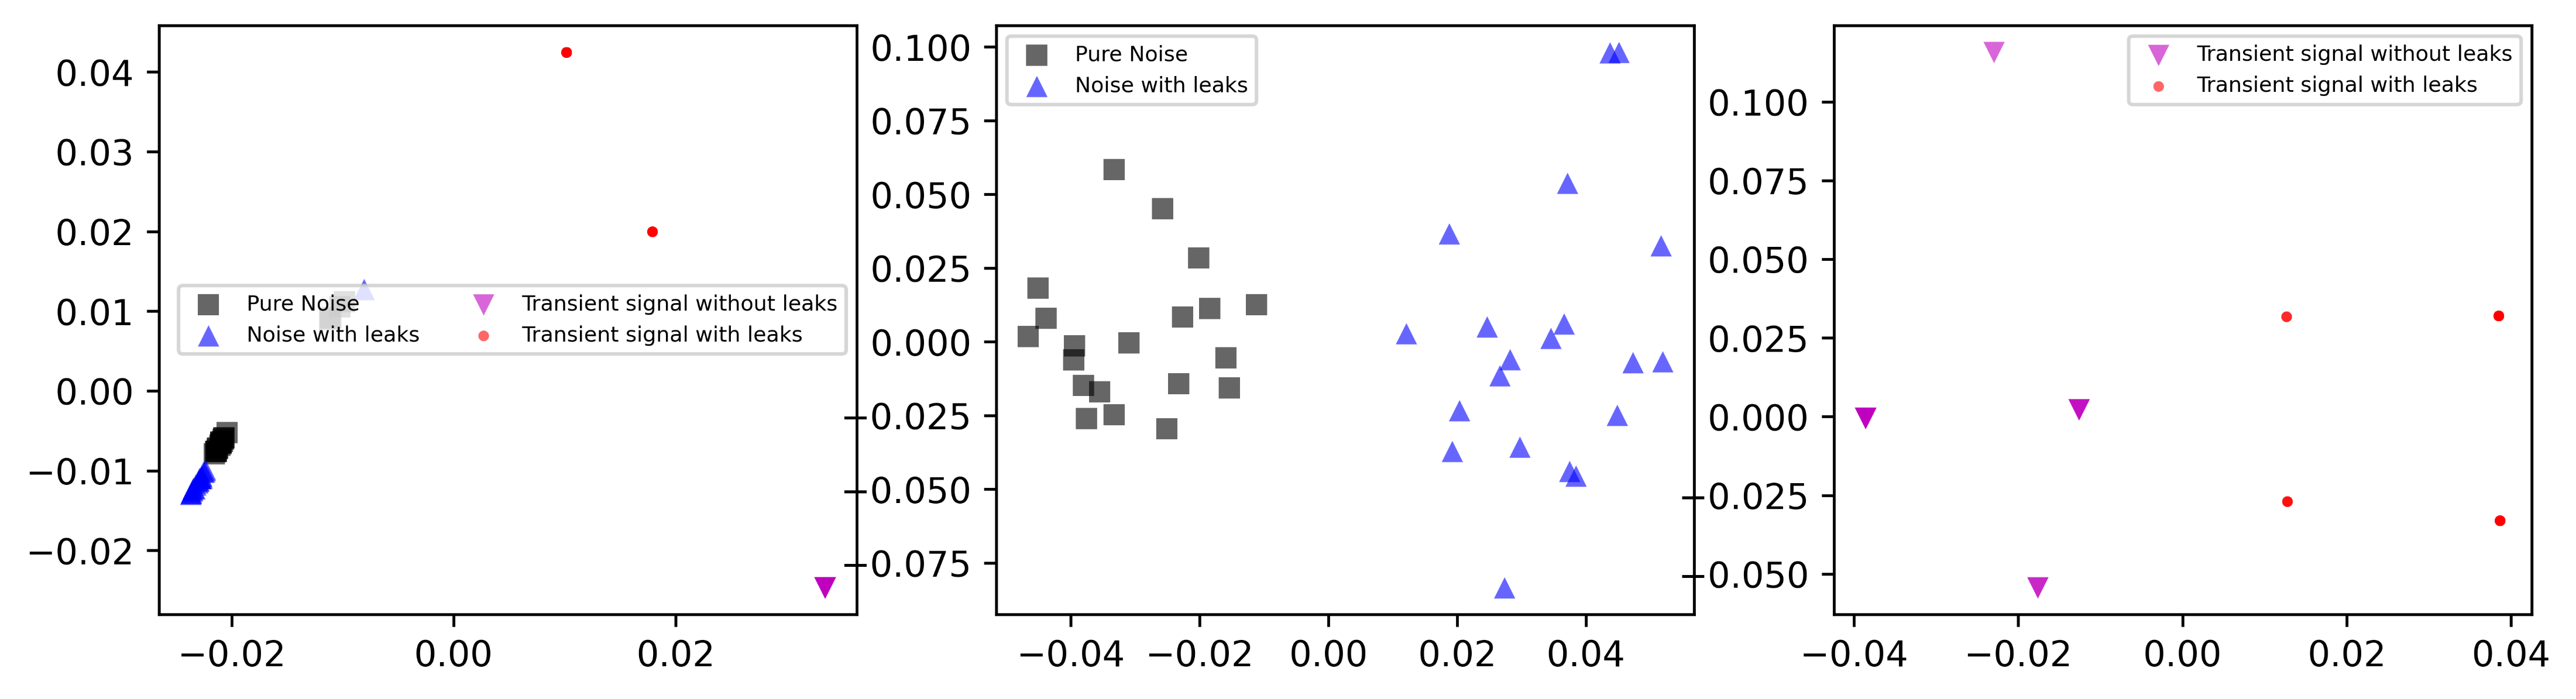 0.04
0.03
0.02
0.01
0.00
−0.01
−0.02
Pure Noise
Noise with leaks
Transient signal without leaks
Transient signal with leaks
−0.02 0.00 0.02
0.100
0.075
0.050
0.025
0.000
−0.025
−0.050
−0.075
Pure Noise
Noise with leaks
−0.04 −0.02 0.00 0.02 0.04
0.100
0.075
0.050
0.025
0.000
−0.025
−0.050
Transient signal without leaks
Transient signal with leaks
−0.04 −0.02 0.00 0.02 0.04